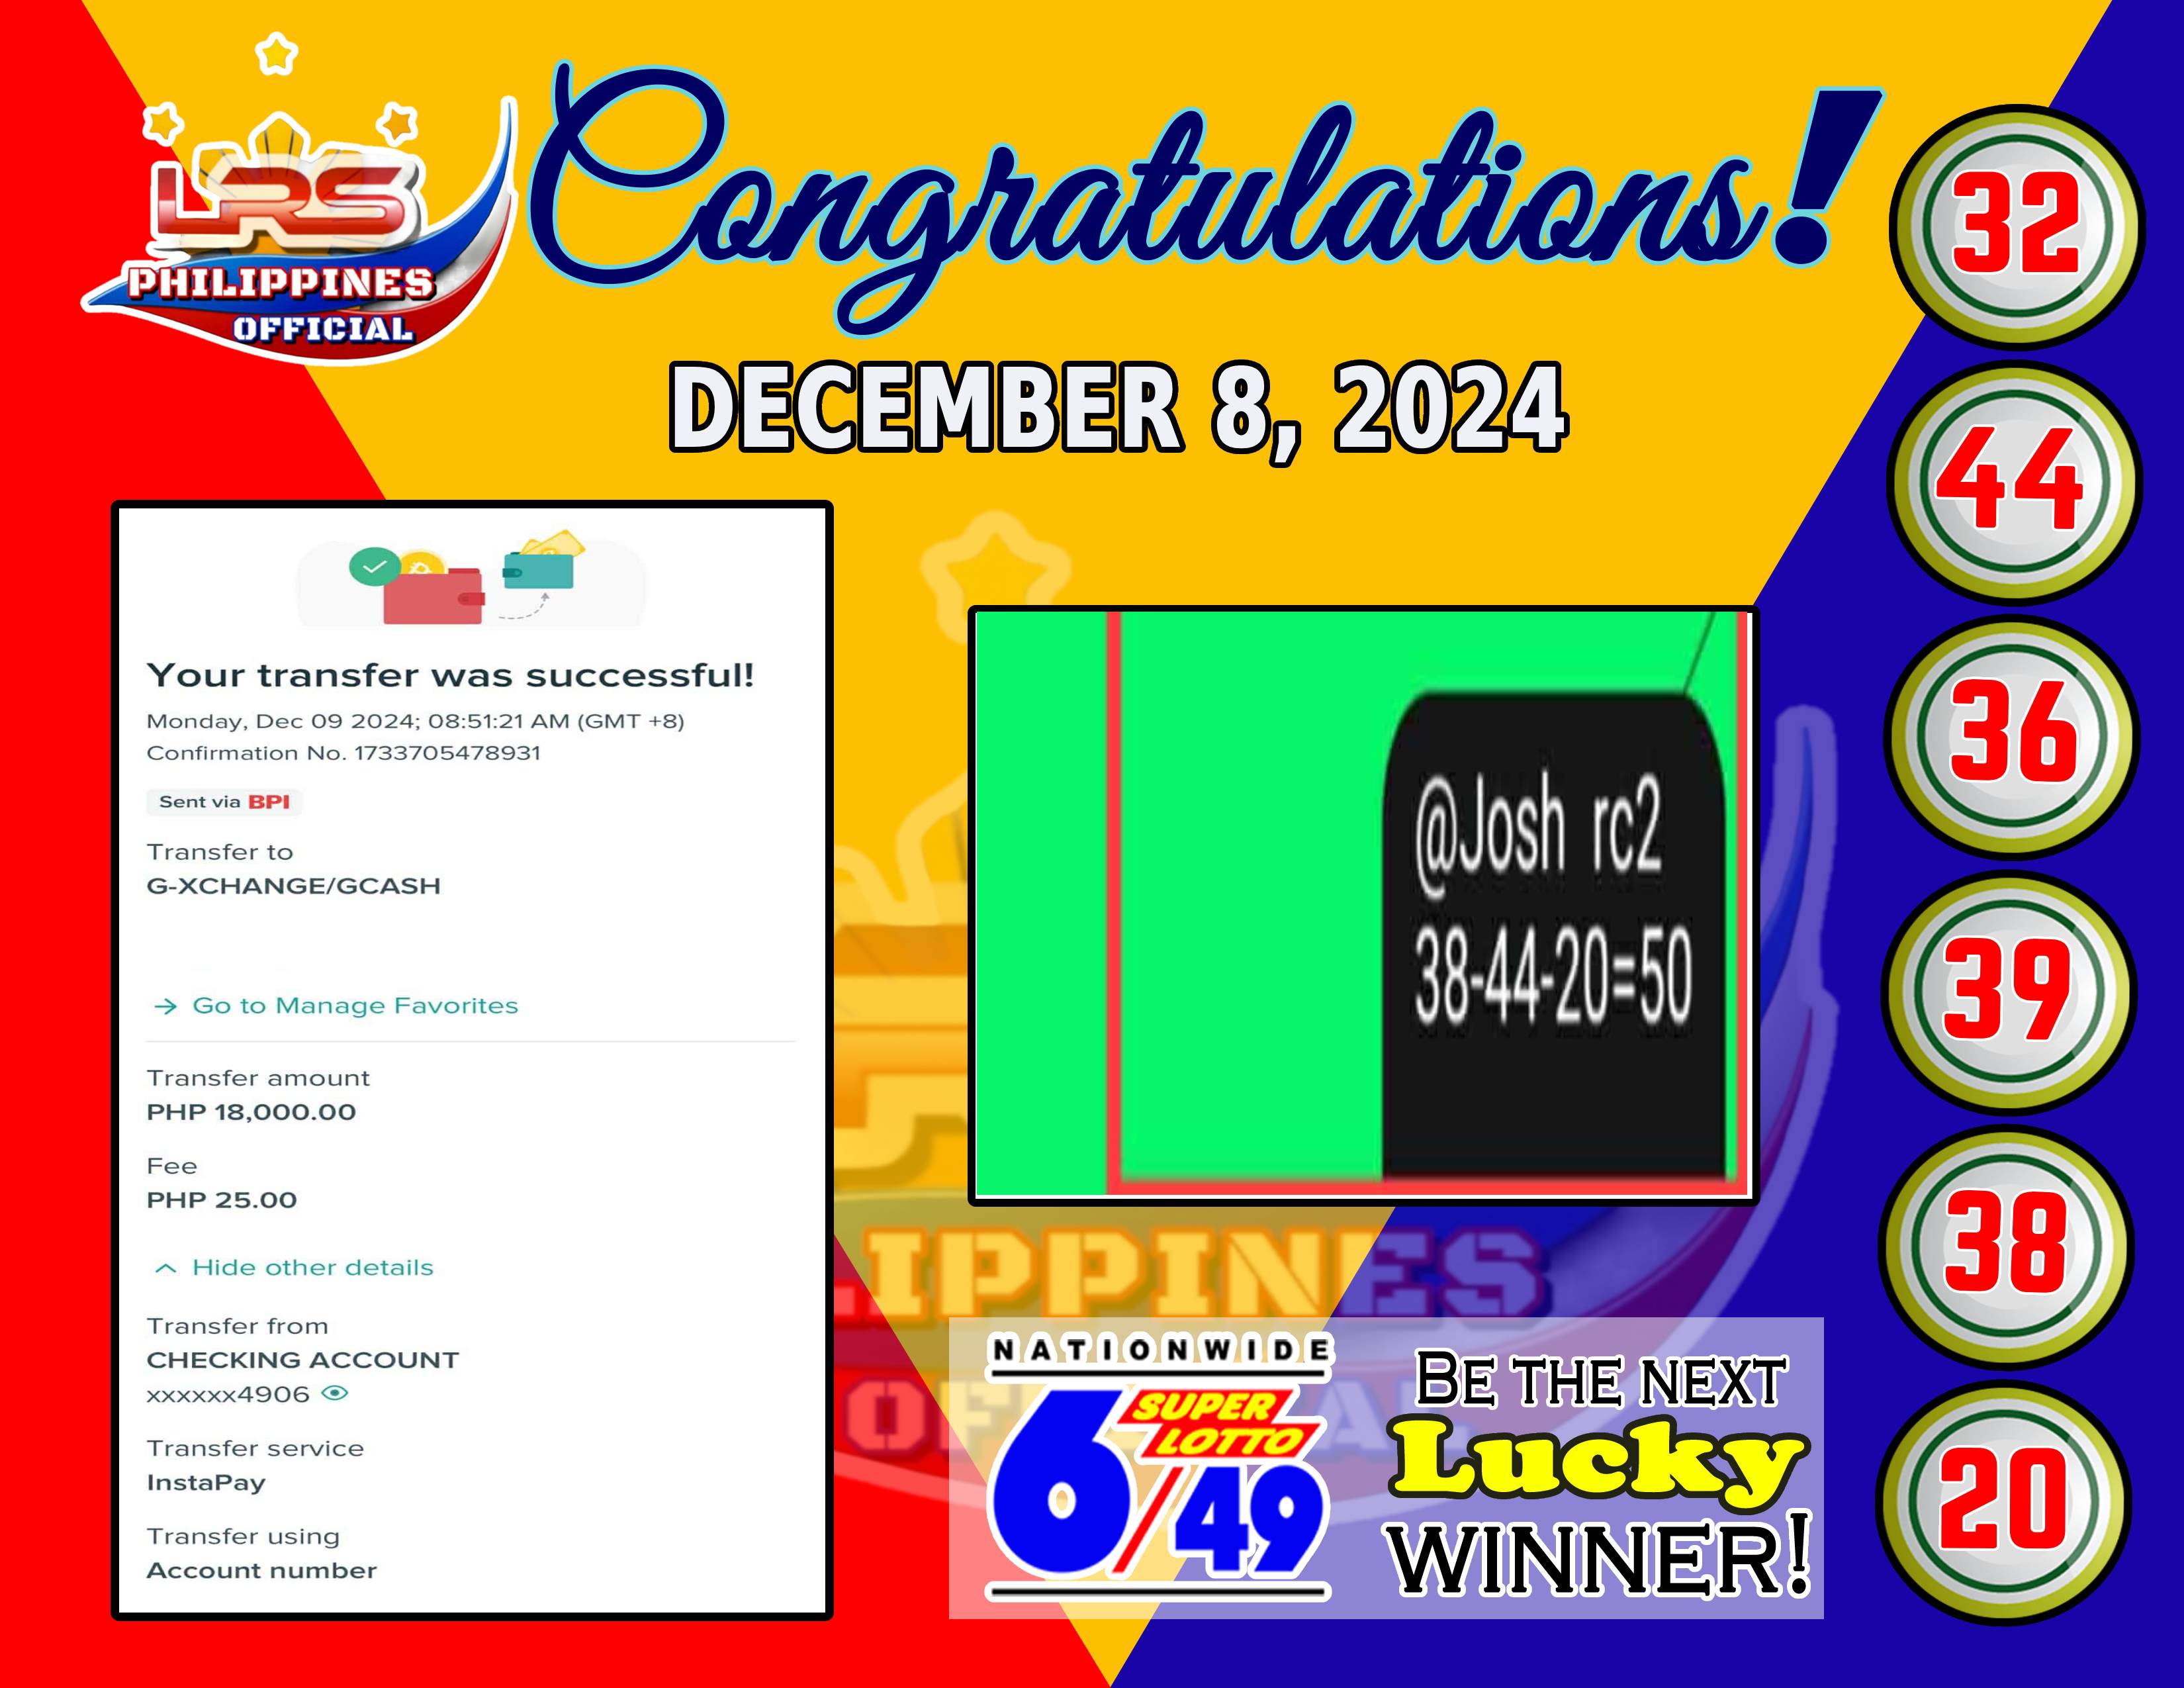 LRS
PHILIPPINES
OFFICIAL
Congratulations!
DECEMBER 8, 2024
Your transfer was successful!
Monday, Dec 09 2024; 08:51:21 AM (GMT +8)
Confirmation No. 1733705478931
Sent via BPI
Transfer to
G-XCHANGE/GCASH
→ Go to Manage Favorites
Transfer amount
PHP 18,000.00
Fee
PHP 25.00
Hide other details
Transfer from
CHECKING ACCOUNT
xxxxxx4906
Transfer service
InstaPay
Transfer using
Account number
@Josh rc2
38-44-20=50
NATIONWIDE
SUPER
LOTTO
6/49
BE THE NEXT
Lucky
WINNER!
32
44
36
39
38
20